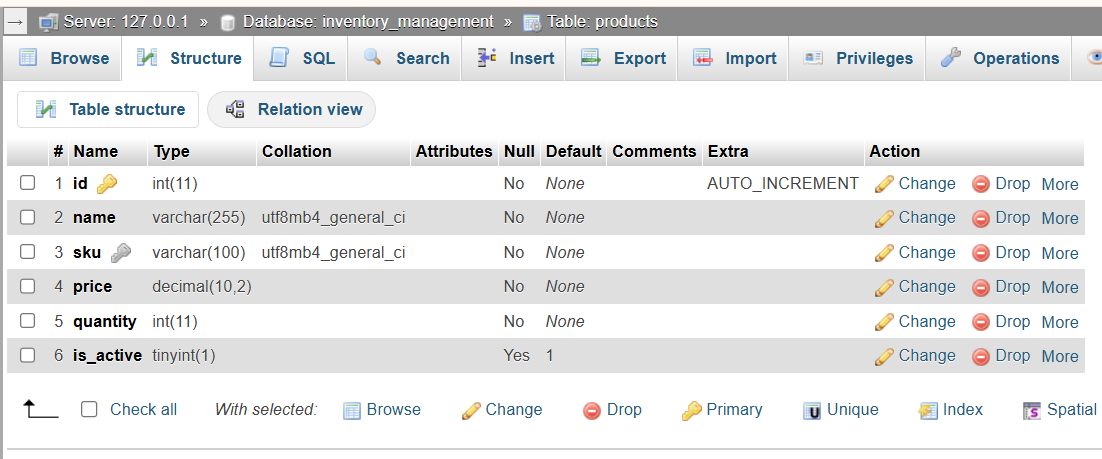 Server: 127.0.0.1 » Database: inventory_management » Table: products
Browse Structure SQL Search Insert Export Import Privileges Operations
Table structure Relation view
# Name Type Collation Attributes Null Default Comments Extra Action
1 id int(11) No None AUTO_INCREMENT Change Drop More
2 name varchar(255) utf8mb4_general_ci No None Change Drop More
3 sku varchar(100) utf8mb4_general_ci No None Change Drop More
4 price decimal(10,2) No None Change Drop More
5 quantity int(11) No None Change Drop More
6 is_active tinyint(1) Yes 1 Change Drop More
Check all With selected: Browse Change Drop Primary Unique Index Spatial